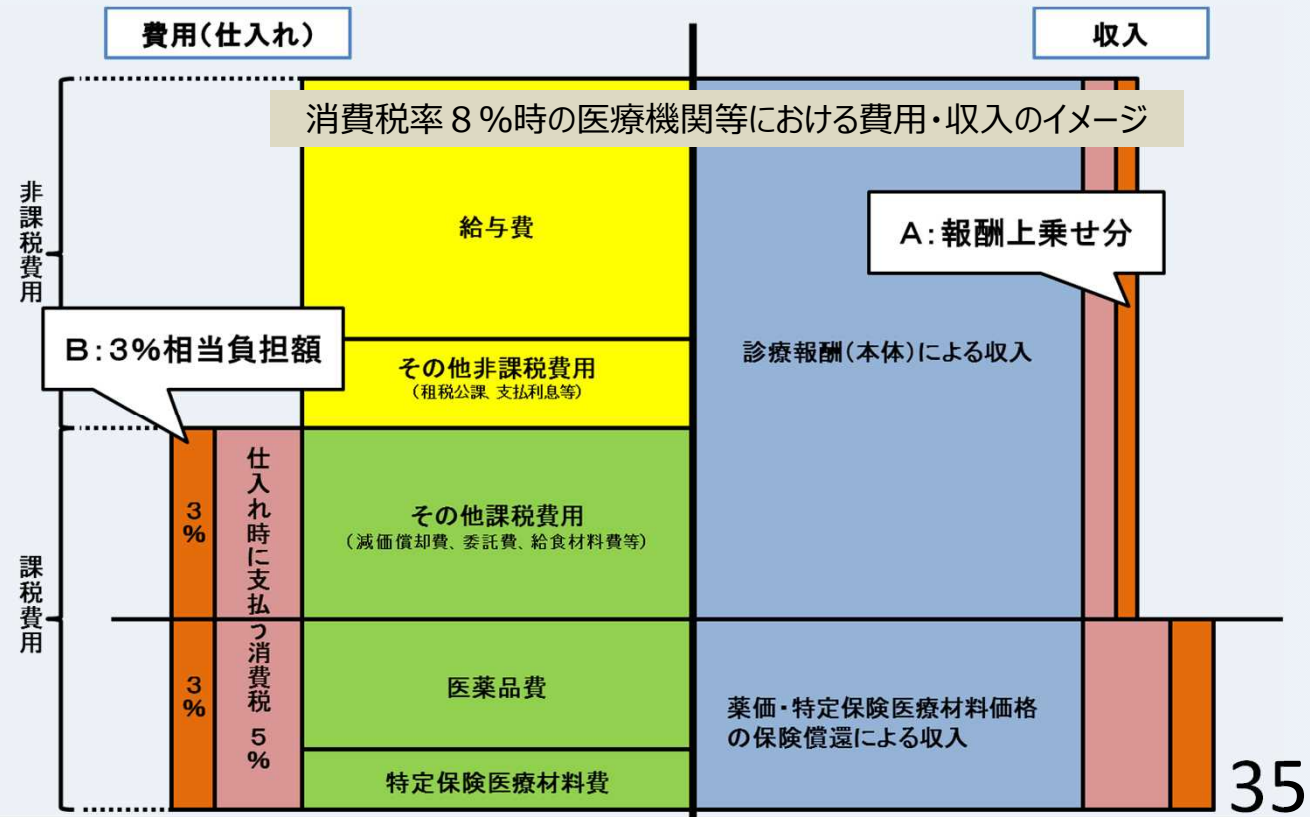 費用(仕入れ)
収入
消費税率8%時の医療機関等における費用・収入のイメージ
非課税費用
給与費
A:報酬上乗せ分
B:3%相当負担額
その他非課税費用
(租税公課、支払利息等)
診療報酬(本体)による収入
課税費用
3%
仕入れ時に支払う消費税 5%
その他課税費用
(減価償却費、委託費、給食材料費等)
3%
医薬品費
薬価・特定保険医療材料価格
の保険償還による収入
特定保険医療材料費
35